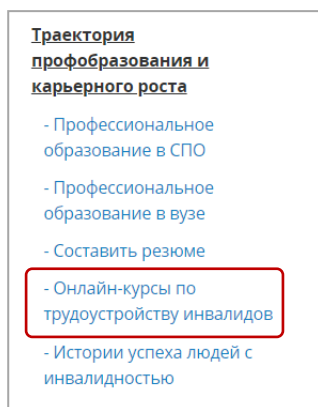 Траектория
профобразования и
карьерного роста
- Профессиональное
образование в СПО
- Профессиональное
образование в вузе
- Составить резюме
- Онлайн-курсы по
трудоустройству инвалидов
- Истории успеха людей с
инвалидностью